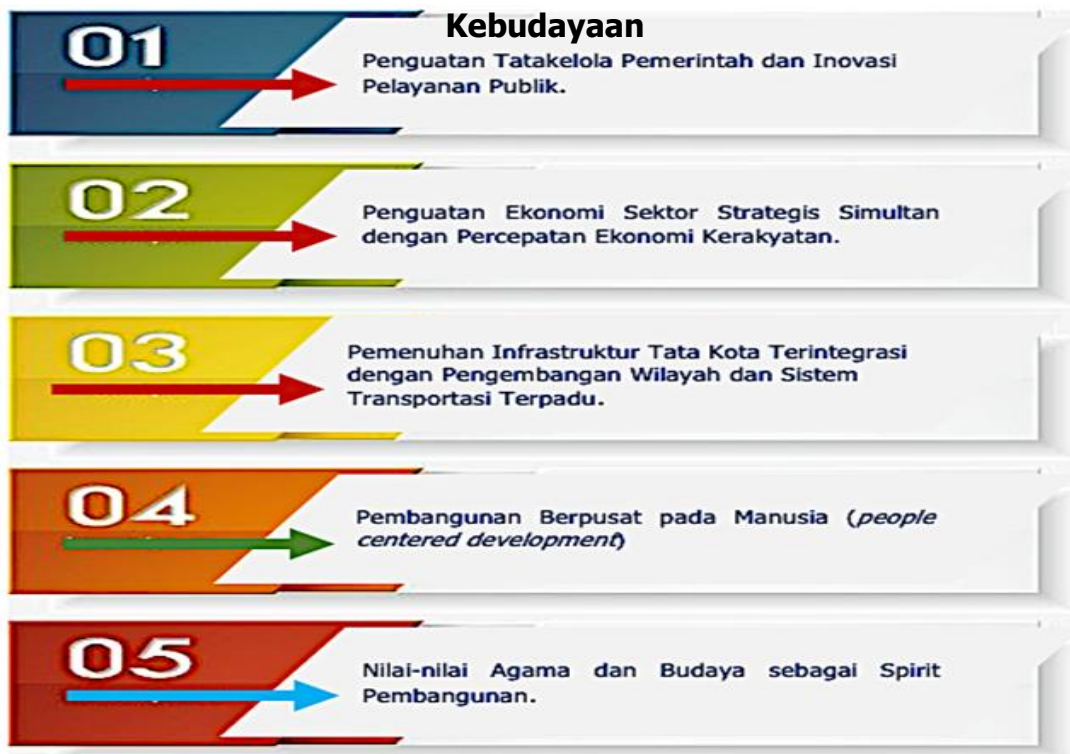 Kebudayaan
01
Penguatan Tatakelola Pemerintah dan Inovasi
Pelayanan Publik.
02
Penguatan Ekonomi Sektor Strategis Simultan
dengan Percepatan Ekonomi Kerakyatan.
03
Pemenuhan Infrastruktur Tata Kota Terintegrasi
dengan Pengembangan Wilayah dan Sistem
Transportasi Terpadu.
04
Pembangunan Berpusat pada Manusia (people
centered development)
05
Nilai-nilai Agama dan Budaya sebagai Spirit
Pembangunan.